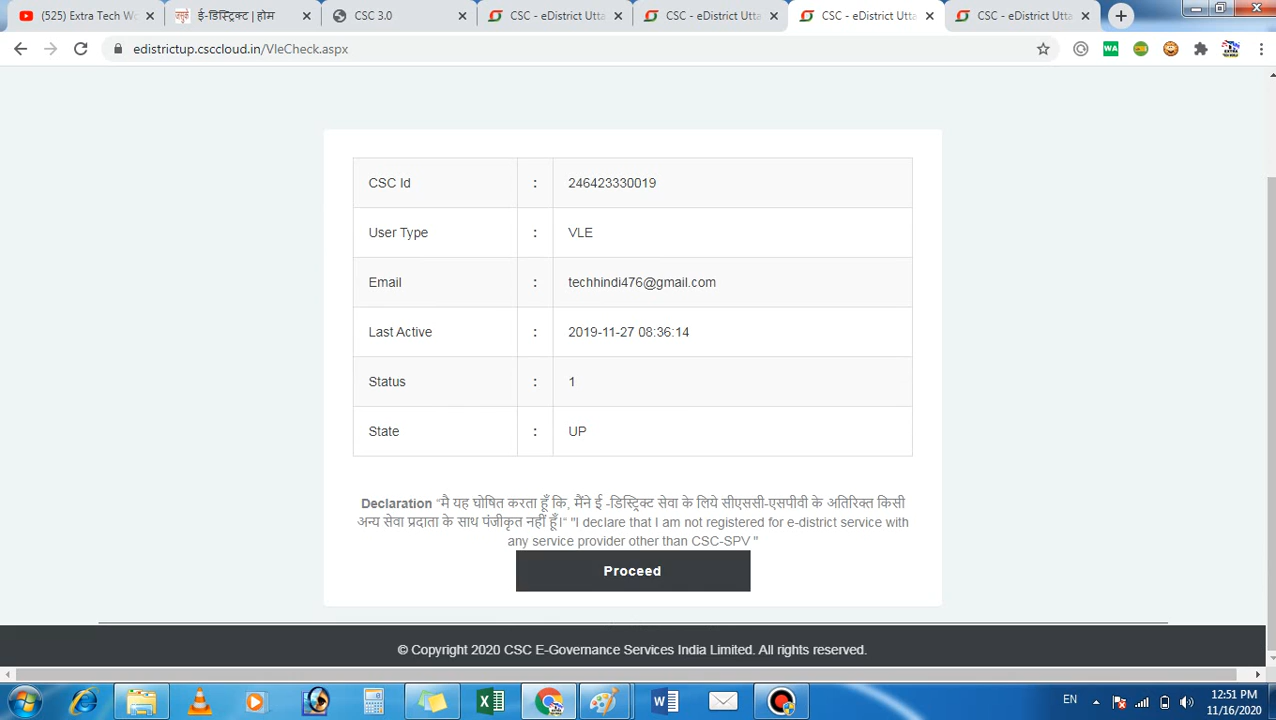 (525) Extra Tech Wo
ई-डिस्ट्रिक्ट | होम
CSC 3.0
CSC - eDistrict Utta
CSC - eDistrict Utta
CSC - eDistrict Utta
CSC - eDistrict Utta
edistrictup.csccloud.in/VleCheck.aspx
CSC Id : 246423330019
User Type : VLE
Email : techhindi476@gmail.com
Last Active : 2019-11-27 08:36:14
Status : 1
State : UP
Declaration "मै यह घोषित करता हूँ कि, मैंने ई -डिस्ट्रिक्ट सेवा के लिये सीएससी-एसपीवी के अतिरिक्त किसी
अन्य सेवा प्रदाता के साथ पंजीकृत नहीं हूँ।" "I declare that I am not registered for e-district service with
any service provider other than CSC-SPV "
Proceed
© Copyright 2020 CSC E-Governance Services India Limited. All rights reserved.
EN
12:51 PM
11/16/2020